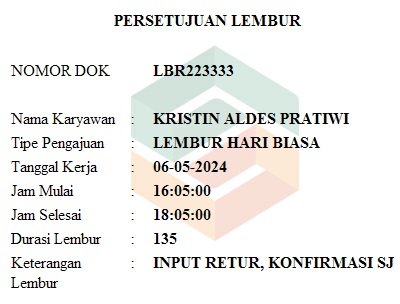 PERSETUJUAN LEMBUR
NOMOR DOK LBR223333
Nama Karyawan : KRISTIN ALDES PRATIWI
Tipe Pengajuan : LEMBUR HARI BIASA
Tanggal Kerja : 06-05-2024
Jam Mulai : 16:05:00
Jam Selesai : 18:05:00
Durasi Lembur : 135
Keterangan : INPUT RETUR, KONFIRMASI SJ
Lembur